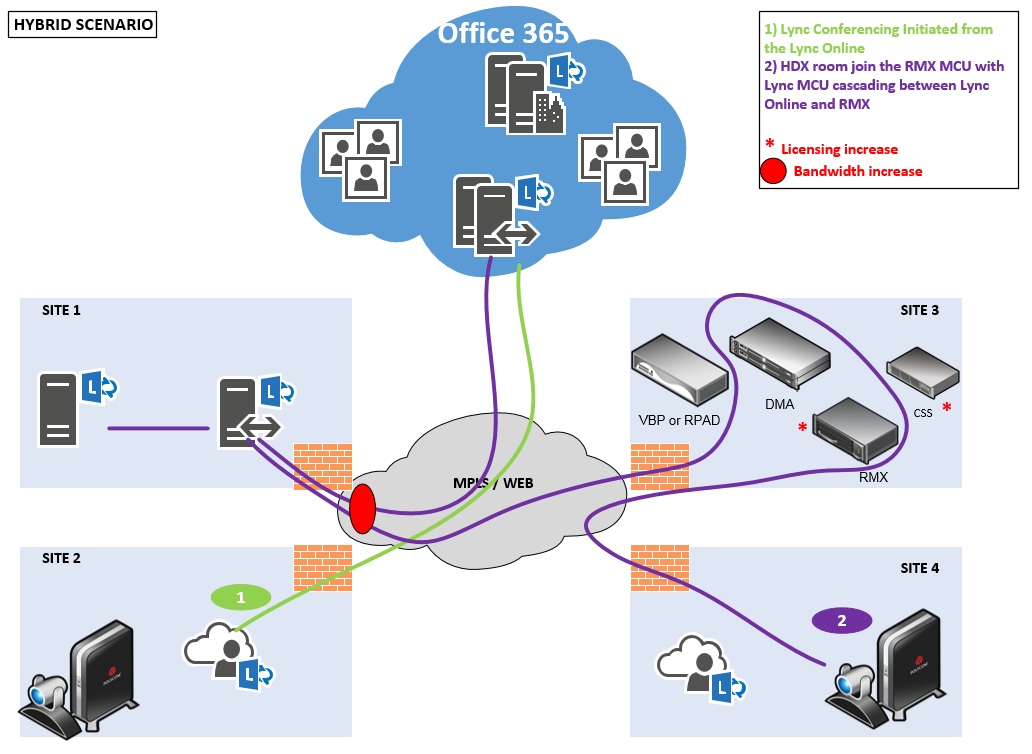 HYBRID SCENARIO
Office 365
1) Lync Conferencing Initiated from
the Lync Online
2) HDX room join the RMX MCU with
Lync MCU cascading between Lync
Online and RMX
* Licensing increase
Bandwidth increase
L
L
SITE 1
L
L
SITE 3
VBP or RPAD
DMA
CSS *
*
RMX
MPLS / WEB
SITE 2
1
L
POLYCOM
SITE 4
2
L
POLYCOM